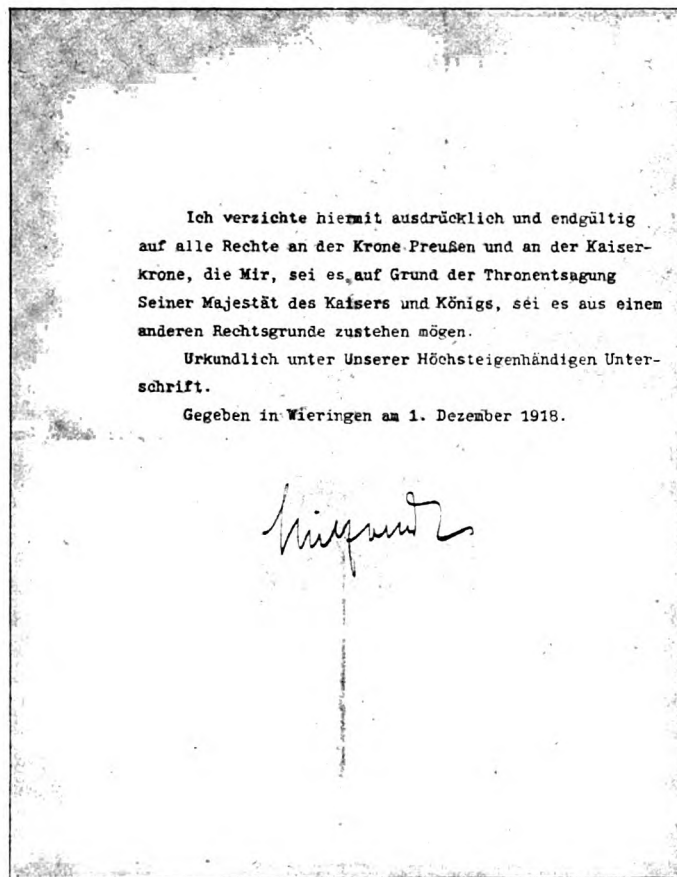 Ich verzichte hiermit ausdrücklich und endgültig
auf alle Rechte an der Krone Preußen und an der Kaiser-
krone, die Mir, sei es auf Grund der Thronentsagung
Seiner Majestät des Kaisers und Königs, sei es aus einem
anderen Rechtsgrunde zustehen mögen.
Urkundlich unter Unserer Höchsteigenhändigen Unter-
schrift.
Gegeben in Wieringen am 1. Dezember 1918.